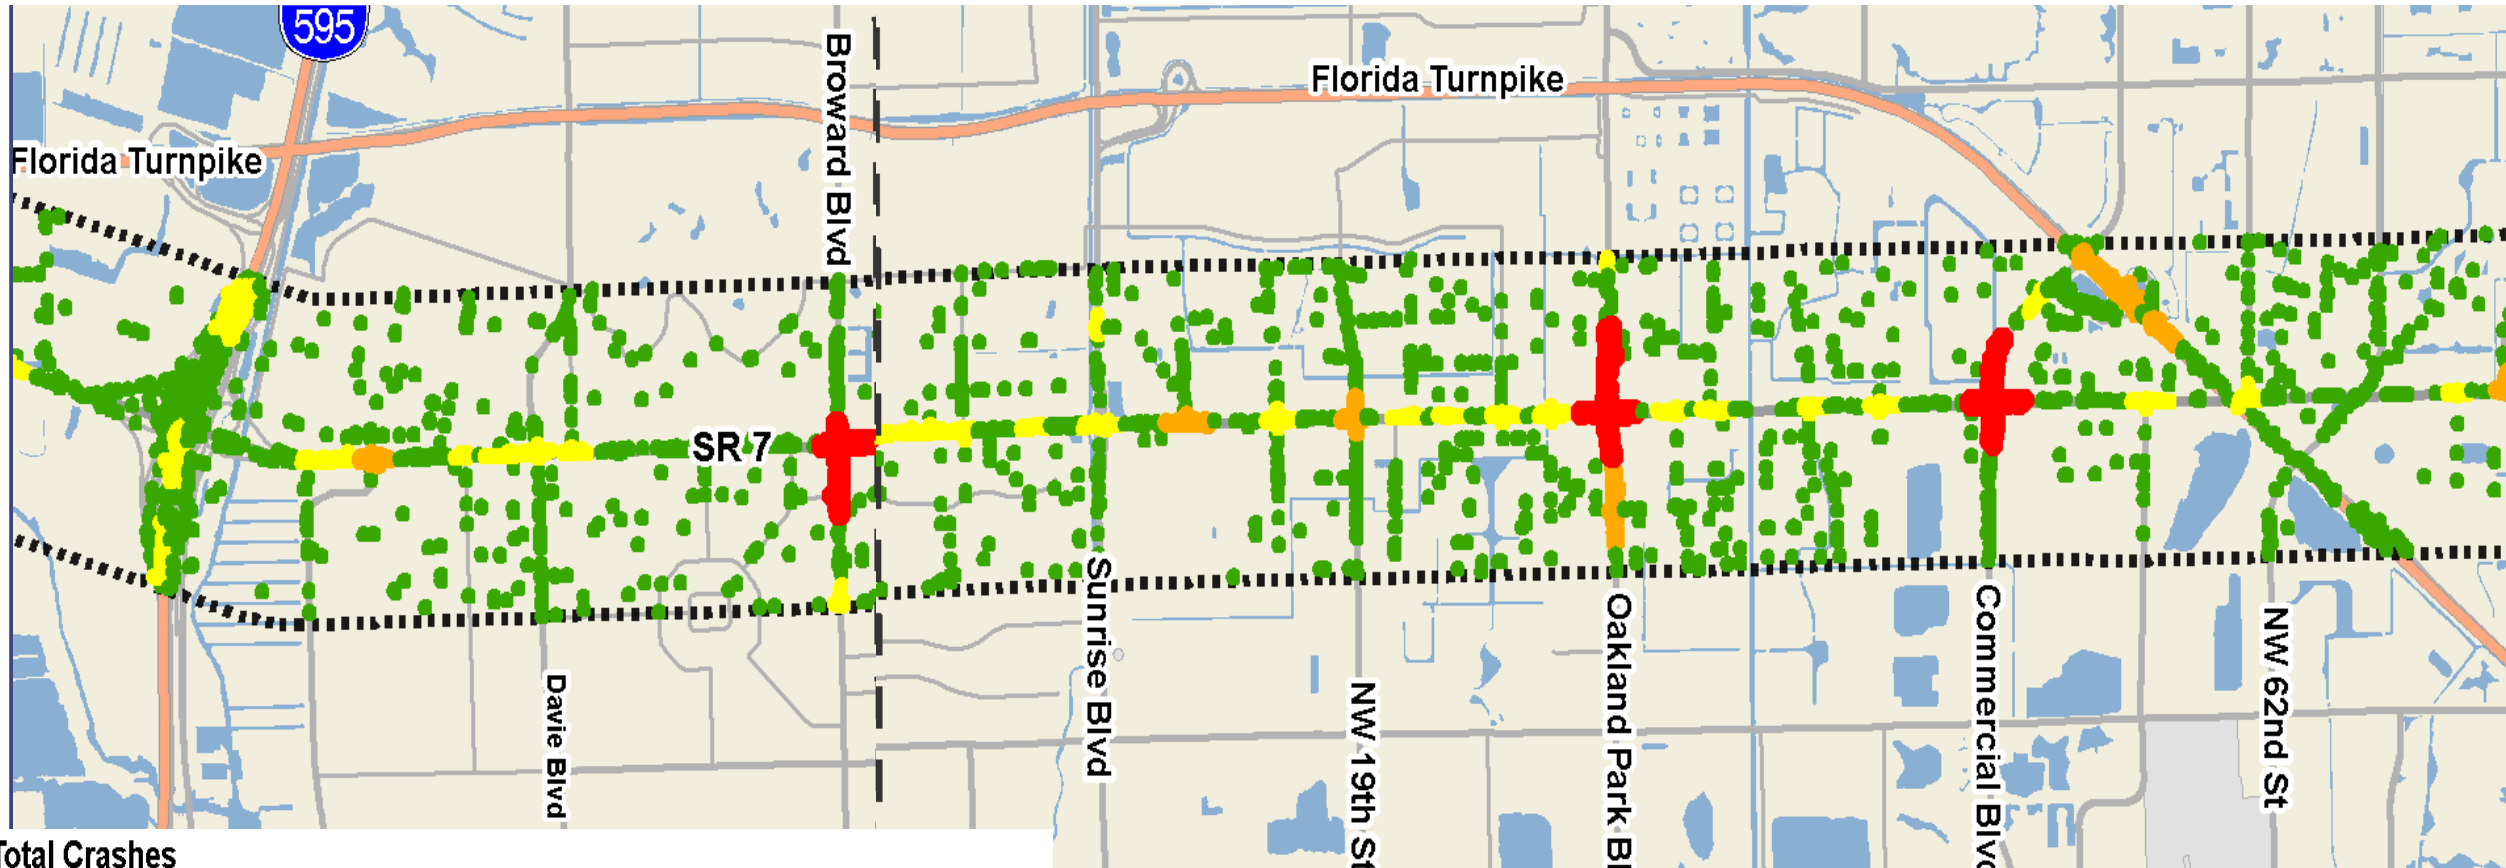 595
Florida Turnpike
Florida Turnpike
Broward Blvd
SR 7
Sunrise Blvd
Davie Blvd
NW 19th St
Oakland Park Bl
Commercial Blvd
NW 62nd St
Total Crashes